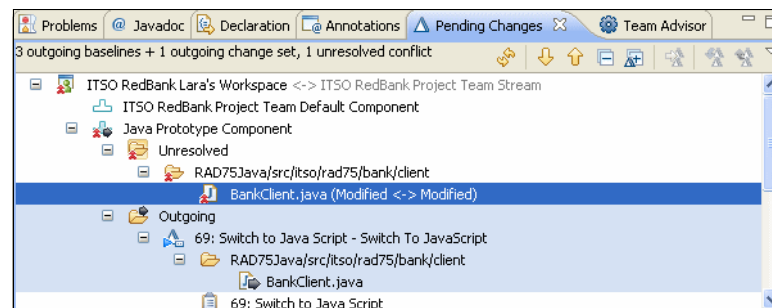 Problems @ Javadoc Declaration Annotations Pending Changes Team Advisor
3 outgoing baselines + 1 outgoing change set, 1 unresolved conflict
ITSO RedBank Lara's Workspace <-> ITSO RedBank Project Team Stream
ITSO RedBank Project Team Default Component
Java Prototype Component
Unresolved
RAD75Java/src/itso/rad75/bank/client
BankClient.java (Modified <-> Modified)
Outgoing
69: Switch to Java Script - Switch To JavaScript
RAD75Java/src/itso/rad75/bank/client
BankClient.java
69: Switch to Java Script